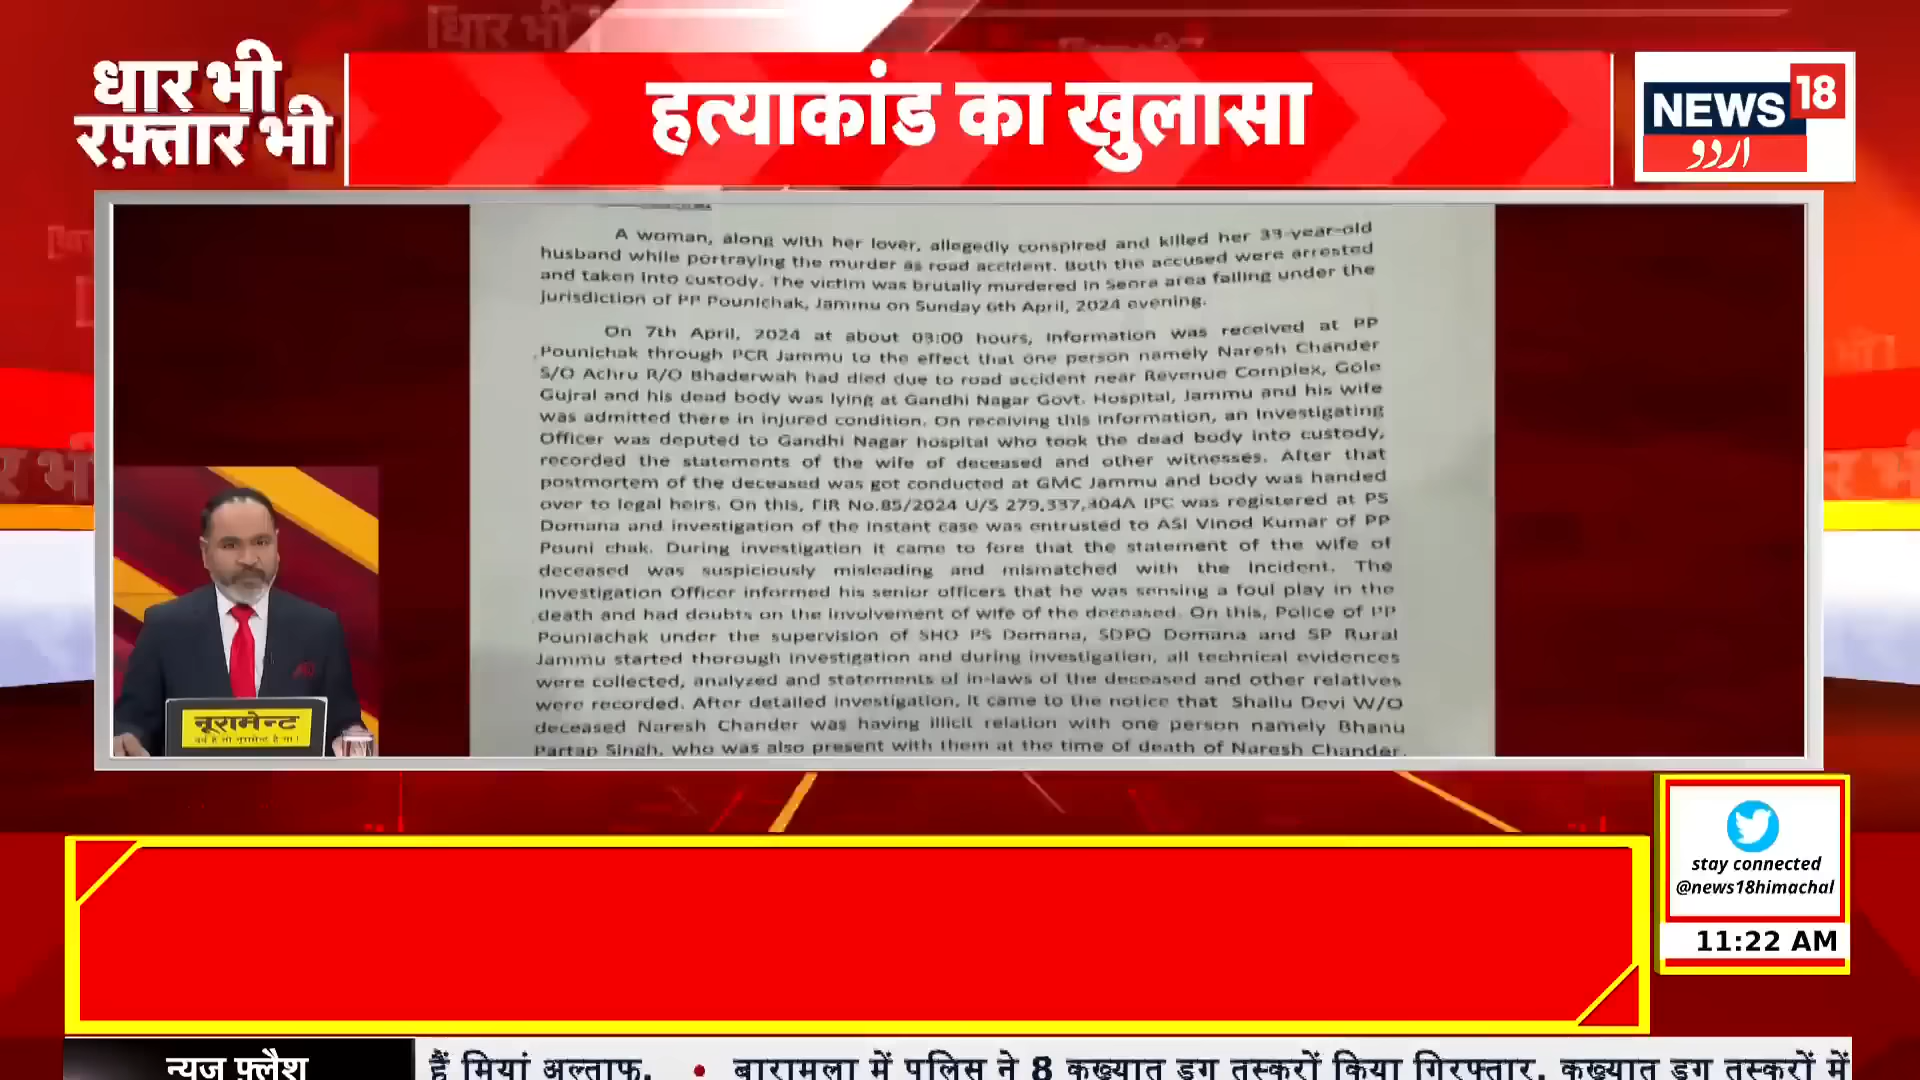 धार भी
रफ़्तार भी
हत्याकांड का खुलासा
NEWS 18
اردو
A woman, along with her lover, allegedly conspired and killed her 33-year-old
husband while portraying the murder as road accident. Both the accused were arrested
and taken into custody. The victim was brutally murdered in Seora area falling under the
jurisdiction of PP Pounichak, Jammu on Sunday 6th April, 2024 evening.
On 7th April, 2024 at about 03:00 hours, information was received at PP
Pounichak through PCR Jammu to the effect that one person namely Naresh Chander
S/O Achru R/O Bhaderwah had died due to road accident near Revenue Complex, Gole
Gujral and his dead body was lying at Gandhi Nagar Govt. Hospital, Jammu and his wife
was admitted there in injured condition. On receiving this information, an Investigating
Officer was deputed to Gandhi Nagar hospital who took the dead body into custody,
recorded the statements of the wife of deceased and other witnesses. After that
postmortem of the deceased was got conducted at GMC Jammu and body was handed
over to legal heirs. On this, FIR No.85/2024 U/S 279,337,304A IPC was registered at PS
Domana and investigation of the instant case was entrusted to ASI Vinod Kumar of PP
Pouni chak. During investigation it came to fore that the statement of the wife of
deceased was suspiciously misleading and mismatched with the incident. The
Investigation Officer informed his senior officers that he was sensing a foul play in the
death and had doubts on the involvement of wife of the deceased. On this, Police of PP
Pouniachak under the supervision of SHO PS Domana, SDPO Domana and SP Rural
Jammu started thorough investigation and during investigation, all technical evidences
were collected, analyzed and statements of in-laws of the deceased and other relatives
were recorded. After detailed investigation, it came to the notice that Shallu Devi W/O
deceased Naresh Chander was having illicit relation with one person namely Bhanu
Partap Singh, who was also present with them at the time of death of Naresh Chander.
नूरामेन्ट
stay connected
@news18himachal
11:22 AM
न्यूज फ़्लैश
हैं मियां अल्ताफ. • बारामूला में पुलिस ने 8 कुख्यात ड्रग तस्करों किया गिरफ्तार, कुख्यात ड्रग तस्करों में